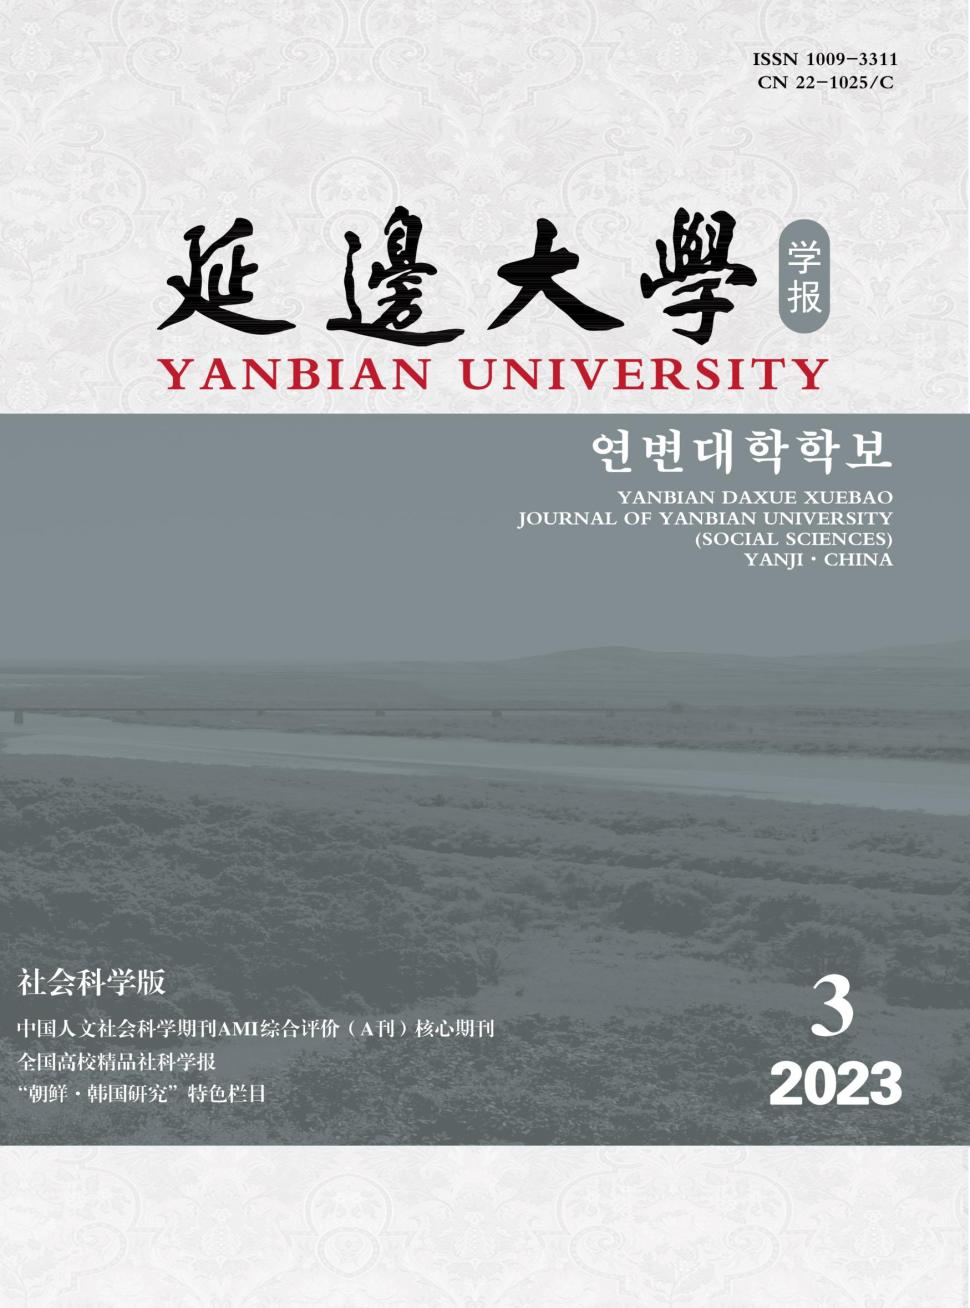 ISSN 1009-3311
CN 22-1025/C
延邊大學
学报
YANBIAN UNIVERSITY
연변대학학보
YANBIAN DAXUE XUEBAO
JOURNAL OF YANBIAN UNIVERSITY
(SOCIAL SCIENCES)
YANJI · CHINA
社会科学版
中国人文社会科学期刊AMI综合评价（A刊）核心期刊
全国高校精品社科学报
“朝鲜·韩国研究”特色栏目
3
2023